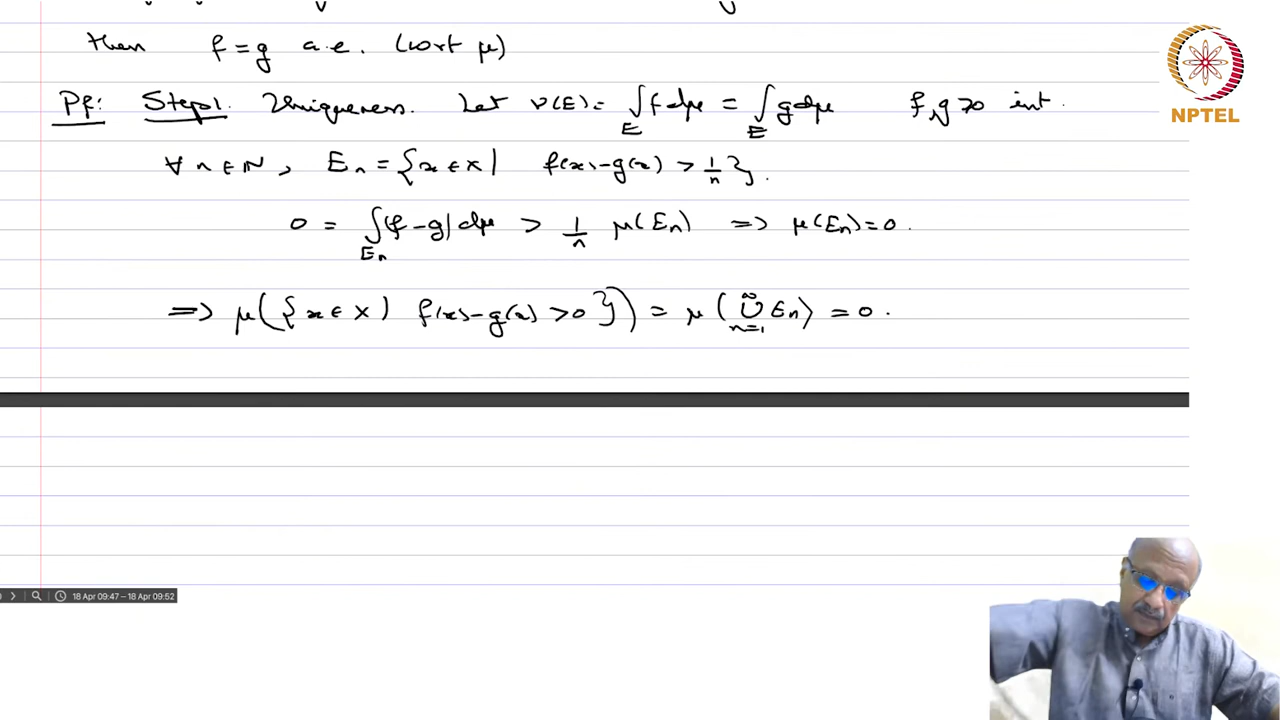 then f = g a.e. (wrt μ)
NPTEL
Pf: Step1. Uniqueness. Let ν(E) = ∫_E f dμ = ∫_E g dμ f, g ≥ 0 int.
∀ n ∈ ℕ, E_n = {x ∈ X | f(x) - g(x) > 1/n}.
0 = ∫_{E_n} (f - g) dμ > 1/n μ(E_n) ⇒ μ(E_n) = 0.
⇒ μ({x ∈ X | f(x) - g(x) > 0}) = μ(∪_{n=1}^∞ E_n) = 0.
18 Apr 09:47 – 18 Apr 09:52